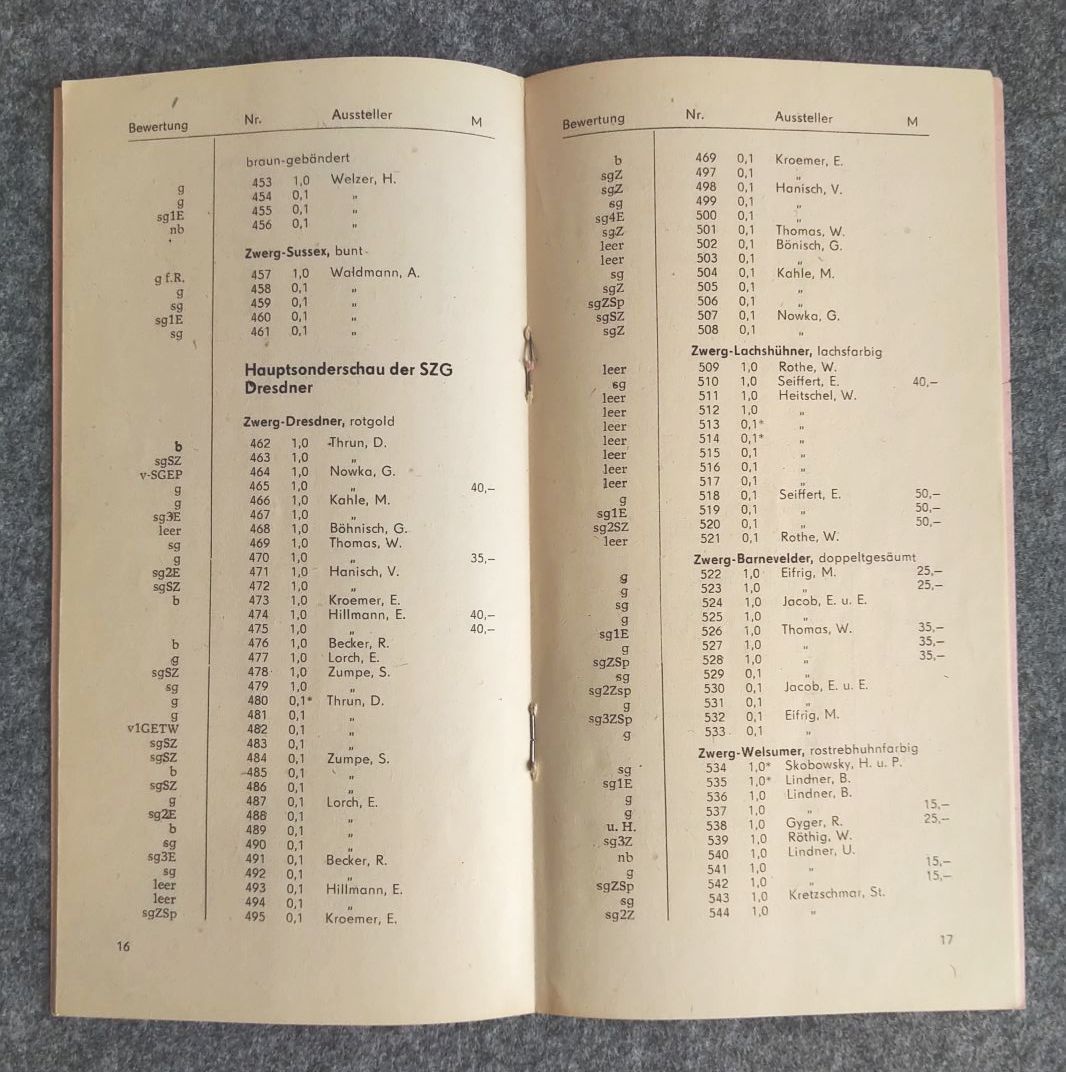 Bewertung Nr. Aussteller M
braun-gebändert
g 453 1,0 Welzer, H.
g 454 0,1 „
sg1E 455 0,1 „
nb 456 0,1 „
Zwerg-Sussex, bunt
g f.R. 457 1,0 Waldmann, A.
g 458 0,1 „
sg 459 0,1 „
sg1E 460 0,1 „
sg 461 0,1 „
Hauptsonderschau der SZG
Dresdner
Zwerg-Dresdner, rotgold
b 462 1,0 Thrun, D.
sgSZ 463 1,0 „
v-SGEP 464 1,0 Nowka, G.
g 465 1,0 „ 40,–
g 466 1,0 Kahle, M.
sg3E 467 1,0 „
leer 468 1,0 Böhnisch, G.
sg 469 1,0 Thomas, W.
g 470 1,0 „ 35,–
sg2E 471 1,0 Hanisch, V.
sgSZ 472 1,0 „
b 473 1,0 Kroemer, E.
474 1,0 Hillmann, E. 40,–
475 1,0 „ 40,–
b 476 1,0 Becker, R.
g 477 1,0 Lorch, E.
sgSZ 478 1,0 Zumpe, S.
sg 479 1,0 „
g 480 0,1* Thrun, D.
g 481 0,1 „
v1GETW 482 0,1 „
sgSZ 483 0,1 „
sgSZ 484 0,1 Zumpe, S.
b 485 0,1 „
sgSZ 486 0,1 „
g 487 0,1 Lorch, E.
sg2E 488 0,1 „
b 489 0,1 „
sg 490 0,1 „
sg3E 491 0,1 Becker, R.
sg 492 0,1 „
leer 493 0,1 Hillmann, E.
leer 494 0,1 „
sgZSp 495 0,1 Kroemer, E.
16
Bewertung Nr. Aussteller M
b 469 0,1 Kroemer, E.
sgZ 497 0,1 „
sgZ 498 0,1 Hanisch, V.
sg 499 0,1 „
sg4E 500 0,1 „
sgZ 501 0,1 Thomas, W.
leer 502 0,1 Bönisch, G.
leer 503 0,1 „
sg 504 0,1 Kahle, M.
sgZ 505 0,1 „
sgZSp 506 0,1 „
sgSZ 507 0,1 Nowka, G.
sgZ 508 0,1 „
Zwerg-Lachshühner, lachsfarbig
leer 509 1,0 Rothe, W.
sg 510 1,0 Seiffert, E. 40,–
leer 511 1,0 Heitschel, W.
leer 512 1,0 „
leer 513 0,1* „
leer 514 0,1* „
leer 515 0,1 „
leer 516 0,1 „
leer 517 0,1 „
g 518 0,1 Seiffert, E. 50,–
sg1E 519 0,1 „ 50,–
sg2SZ 520 0,1 „ 50,–
leer 521 0,1 Rothe, W.
Zwerg-Barnevelder, doppeltgesäumt
g 522 1,0 Eifrig, M. 25,–
g 523 1,0 „ 25,–
sg 524 1,0 Jacob, E. u. E.
g 525 1,0 „
sg1E 526 1,0 Thomas, W. 35,–
g 527 1,0 „ 35,–
sgZSp 528 1,0 „ 35,–
sg 529 0,1 „
sg2Zsp 530 0,1 Jacob, E. u. E.
g 531 0,1 „
sg3ZSp 532 0,1 Eifrig, M.
g 533 0,1 „
Zwerg-Welsumer, rostrebhuhnfarbig
sg 534 1,0* Skobowsky, H. u. P.
sg1E 535 1,0* Lindner, B.
g 536 1,0 Lindner, B.
g 537 1,0 „ 15,–
u. H. 538 1,0 Gyger, R. 25,–
sg3Z 539 1,0 Röthig, W.
nb 540 1,0 Lindner, U.
g 541 1,0 „ 15,–
sgZSp 542 1,0 „ 15,–
sg 543 1,0 Kretzschmar, St.
sg2Z 544 1,0 „
17